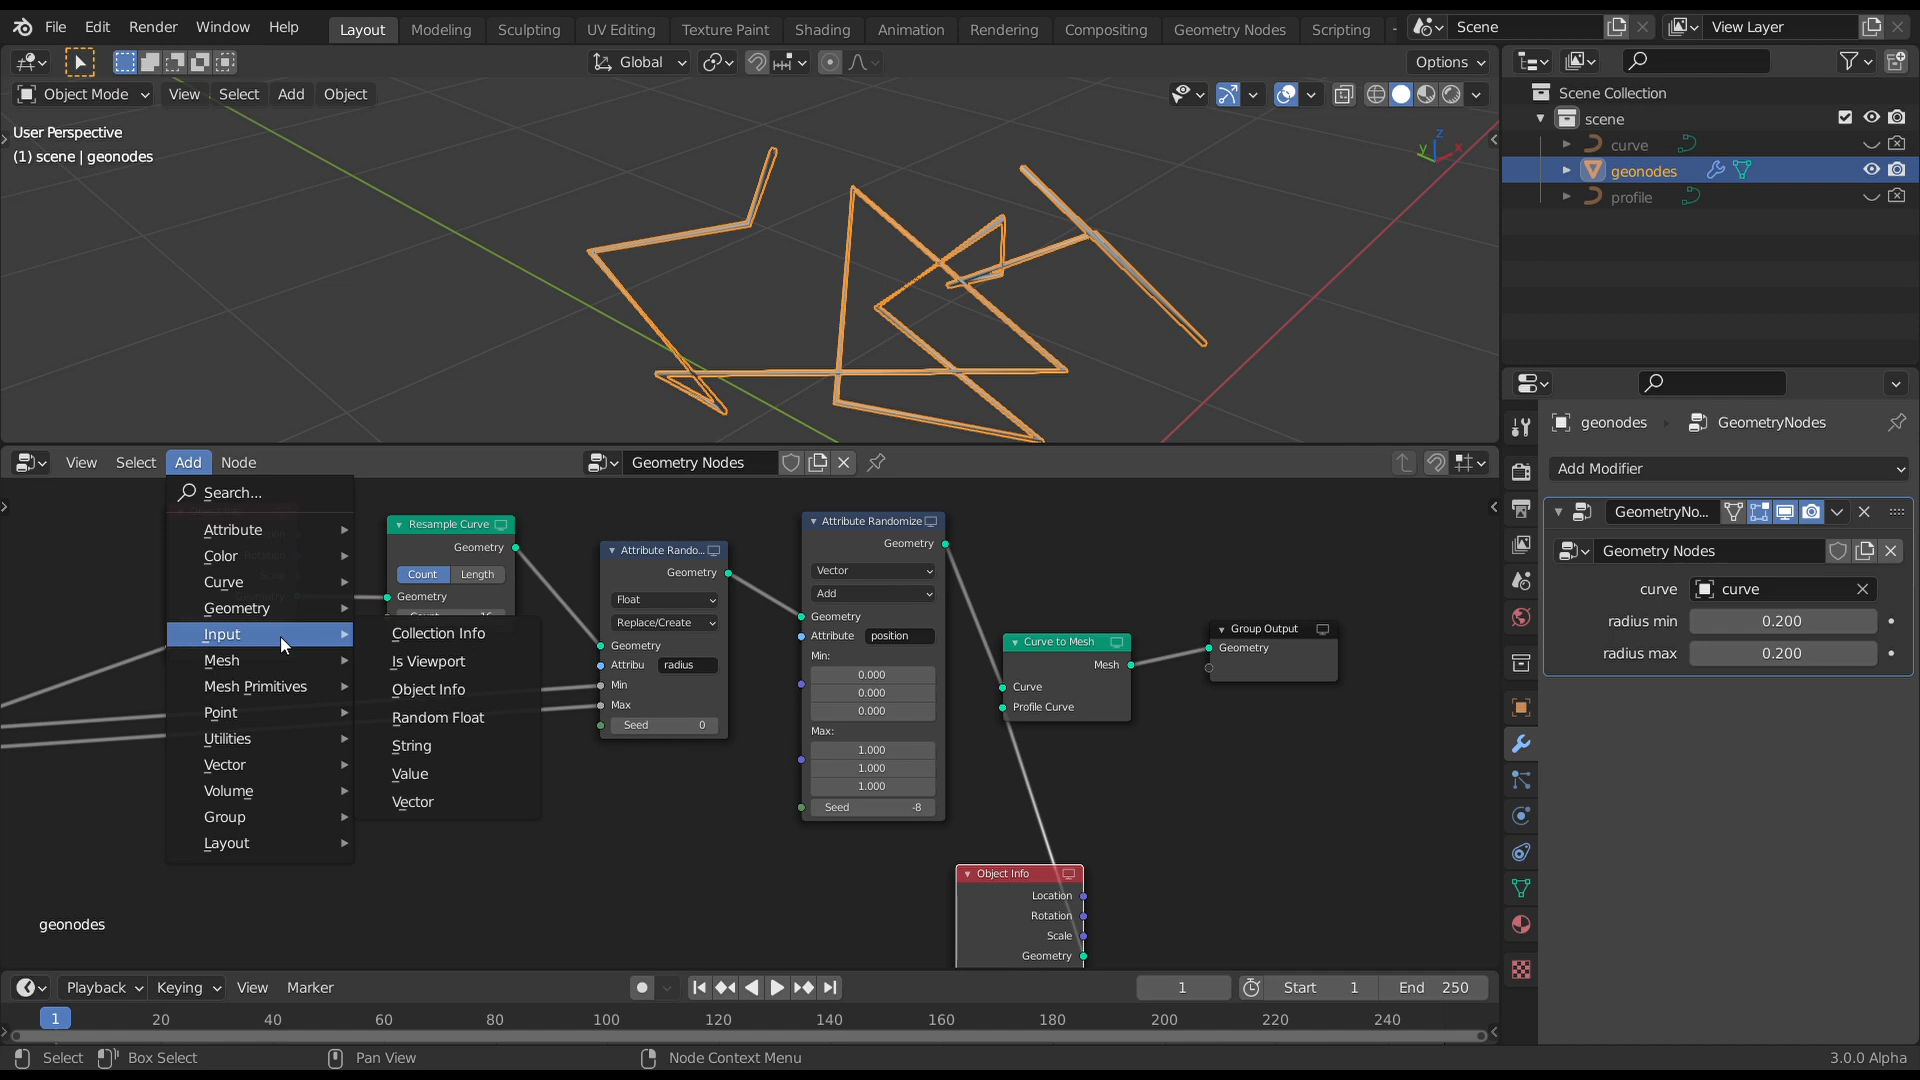 File Edit Render Window Help Layout Modeling Sculpting UV Editing Texture Paint Shading Animation Rendering Compositing Geometry Nodes Scripting Scene View Layer
Global Options
Object Mode View Select Add Object
User Perspective
(1) scene | geonodes
Z
Y X
Scene Collection
scene
curve
geonodes
profile
geonodes GeometryNodes
Add Modifier
GeometryNo...
Geometry Nodes
curve curve
radius min 0.200
radius max 0.200
View Select Add Node Geometry Nodes
Search...
Attribute
Color
Curve
Geometry
Input
Mesh
Mesh Primitives
Point
Utilities
Vector
Volume
Group
Layout
Collection Info
Is Viewport
Object Info
Random Float
String
Value
Vector
Resample Curve
Geometry
Count Length
Geometry
Attribute Rando...
Geometry
Float
Replace/Create
Geometry
Attribu radius
Min
Max
Seed 0
Attribute Randomize
Geometry
Vector
Add
Geometry
Attribute position
Min:
0.000
0.000
0.000
Max:
1.000
1.000
1.000
Seed -8
Curve to Mesh
Mesh
Curve
Profile Curve
Group Output
Geometry
Object Info
Location
Rotation
Scale
Geometry
geonodes
Playback Keying View Marker 1 Start 1 End 250
1 20 40 60 80 100 120 140 160 180 200 220 240
Select Box Select Pan View Node Context Menu 3.0.0 Alpha